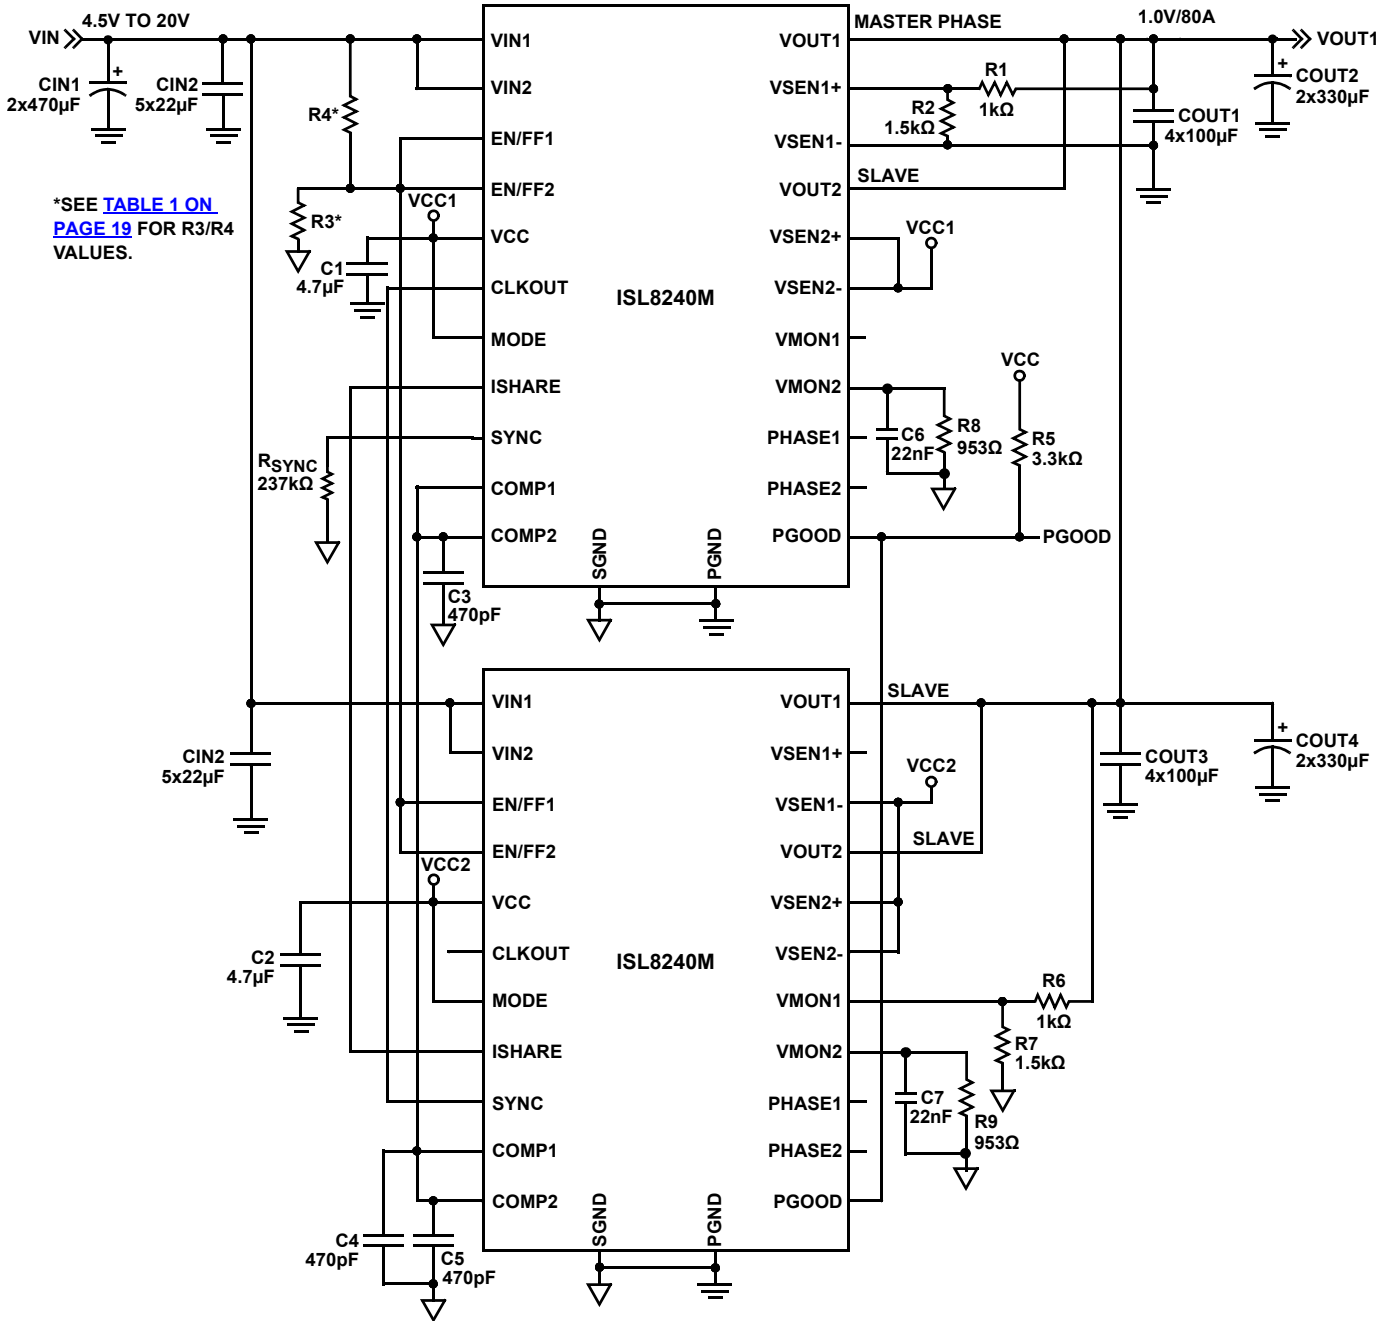 4.5V TO 20V
VIN
CIN1
2x470µF
CIN2
5x22µF
R4*
R3*
*SEE TABLE 1 ON
PAGE 19 FOR R3/R4
VALUES.
VCC1
C1
4.7µF
RSYNC
237kΩ
C3
470pF
VIN1
VIN2
EN/FF1
EN/FF2
VCC
CLKOUT
MODE
ISHARE
SYNC
COMP1
COMP2
ISL8240M
SGND
PGND
VOUT1
VSEN1+
VSEN1-
VOUT2
VSEN2+
VSEN2-
VMON1
VMON2
PHASE1
PHASE2
PGOOD
MASTER PHASE
1.0V/80A
VOUT1
R1
1kΩ
R2
1.5kΩ
COUT1
4x100µF
COUT2
2x330µF
SLAVE
VCC1
VCC
C6
22nF
R8
953Ω
R5
3.3kΩ
PGOOD
CIN2
5x22µF
VCC2
C2
4.7µF
C4
470pF
C5
470pF
VIN1
VIN2
EN/FF1
EN/FF2
VCC
CLKOUT
MODE
ISHARE
SYNC
COMP1
COMP2
ISL8240M
SGND
PGND
VOUT1
VSEN1+
VSEN1-
VOUT2
VSEN2+
VSEN2-
VMON1
VMON2
PHASE1
PHASE2
PGOOD
SLAVE
VCC2
SLAVE
COUT3
4x100µF
COUT4
2x330µF
R6
1kΩ
R7
1.5kΩ
C7
22nF
R9
953Ω